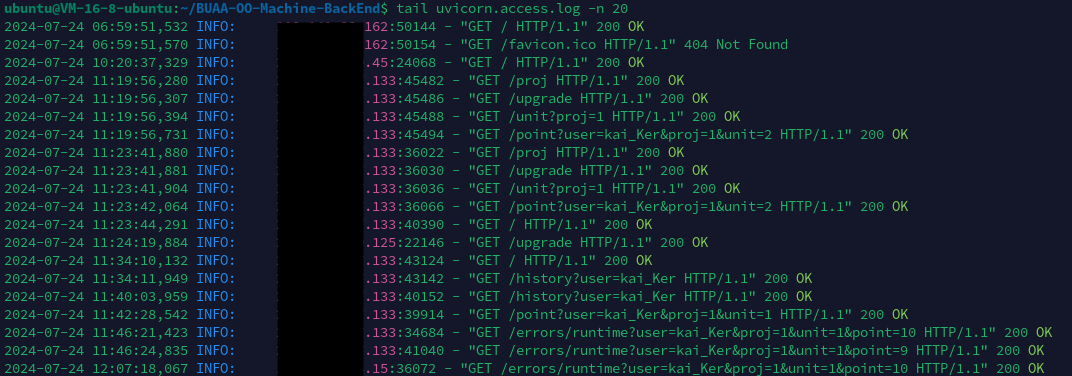 ubuntu@VM-16-8-ubuntu:~/BUAA-OO-Machine-BackEnd$ tail uvicorn.access.log -n 20
2024-07-24 06:59:51,532 INFO: 162:50144 - "GET / HTTP/1.1" 200 OK
2024-07-24 06:59:51,570 INFO: 162:50154 - "GET /favicon.ico HTTP/1.1" 404 Not Found
2024-07-24 10:20:37,329 INFO: .45:24068 - "GET / HTTP/1.1" 200 OK
2024-07-24 11:19:56,280 INFO: .133:45482 - "GET /proj HTTP/1.1" 200 OK
2024-07-24 11:19:56,307 INFO: .133:45486 - "GET /upgrade HTTP/1.1" 200 OK
2024-07-24 11:19:56,394 INFO: .133:45488 - "GET /unit?proj=1 HTTP/1.1" 200 OK
2024-07-24 11:19:56,731 INFO: .133:45494 - "GET /point?user=kai_Ker&proj=1&unit=2 HTTP/1.1" 200 OK
2024-07-24 11:23:41,880 INFO: .133:36022 - "GET /proj HTTP/1.1" 200 OK
2024-07-24 11:23:41,881 INFO: .133:36030 - "GET /upgrade HTTP/1.1" 200 OK
2024-07-24 11:23:41,904 INFO: .133:36036 - "GET /unit?proj=1 HTTP/1.1" 200 OK
2024-07-24 11:23:42,064 INFO: .133:36066 - "GET /point?user=kai_Ker&proj=1&unit=2 HTTP/1.1" 200 OK
2024-07-24 11:23:44,291 INFO: .133:40390 - "GET / HTTP/1.1" 200 OK
2024-07-24 11:24:19,884 INFO: .125:22146 - "GET /upgrade HTTP/1.1" 200 OK
2024-07-24 11:34:10,132 INFO: .133:43124 - "GET / HTTP/1.1" 200 OK
2024-07-24 11:34:11,949 INFO: .133:43128 - "GET /history?user=kai_Ker HTTP/1.1" 200 OK
2024-07-24 11:40:03,959 INFO: .133:40152 - "GET /history?user=kai_Ker HTTP/1.1" 200 OK
2024-07-24 11:42:28,542 INFO: .133:39914 - "GET /point?user=kai_Ker&proj=1&unit=1 HTTP/1.1" 200 OK
2024-07-24 11:46:21,423 INFO: .133:34684 - "GET /errors/runtime?user=kai_Ker&proj=1&unit=1&point=10 HTTP/1.1" 200 OK
2024-07-24 11:46:24,835 INFO: .133:41040 - "GET /errors/runtime?user=kai_Ker&proj=1&unit=1&point=9 HTTP/1.1" 200 OK
2024-07-24 12:07:18,067 INFO: .15:36072 - "GET /errors/runtime?user=kai_Ker&proj=1&unit=1&point=10 HTTP/1.1" 200 OK